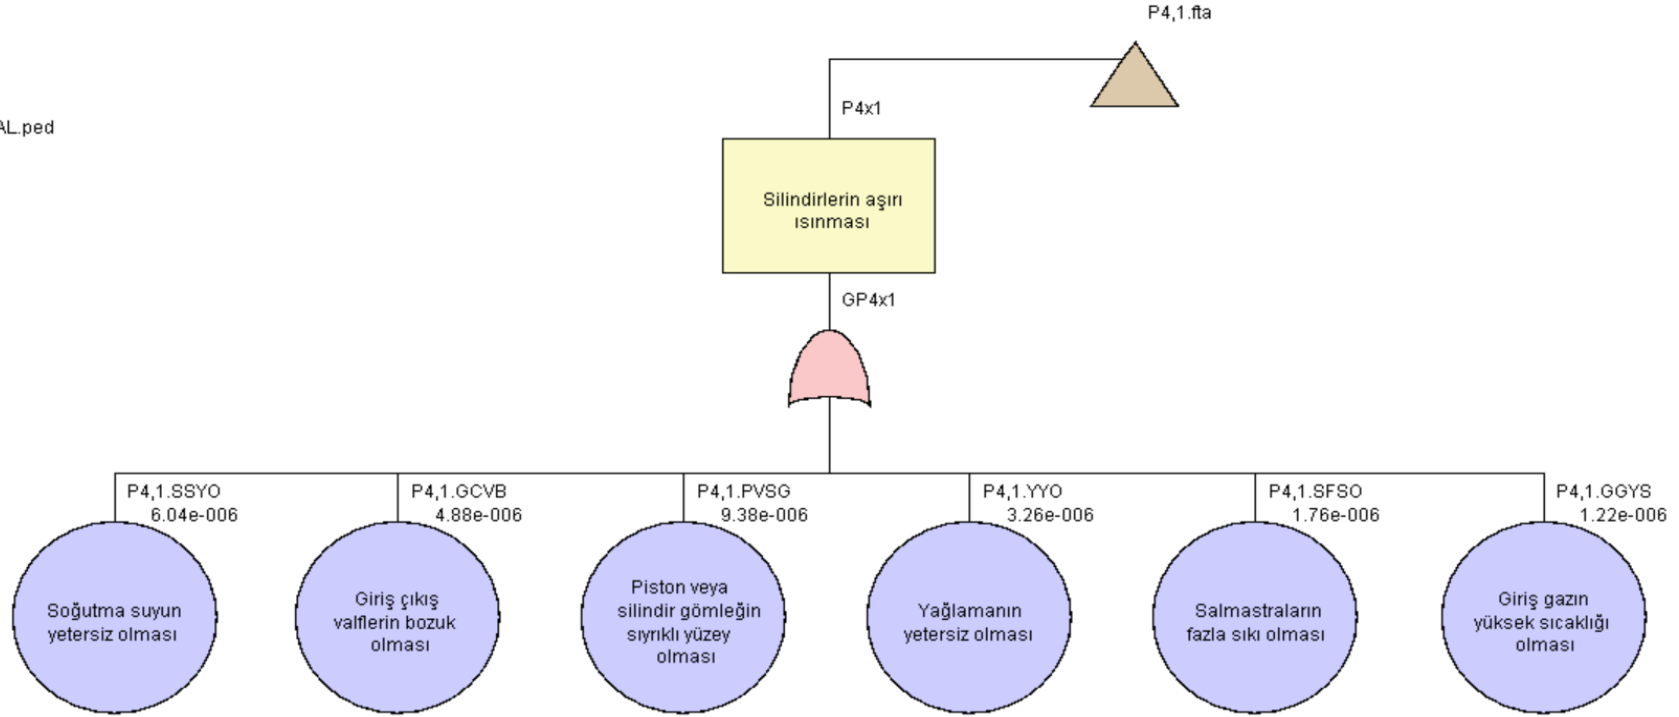 P4,1.fta
AL.ped
P4x1
Silindirlerin aşırı
ısınması
GP4x1
P4,1.SSYO
6.04e-006
P4,1.GCVB
4.88e-006
P4,1.PVSG
9.38e-006
P4,1.YYO
3.26e-006
P4,1.SFSO
1.76e-006
P4,1.GGYS
1.22e-006
Soğutma suyun
yetersiz olması
Giriş çıkış
valflerin bozuk
olması
Piston veya
silindir gömleğin
sıyrıklı yüzey
olması
Yağlamanın
yetersiz olması
Salmastraların
fazla sıkı olması
Giriş gazın
yüksek sıcaklığı
olması